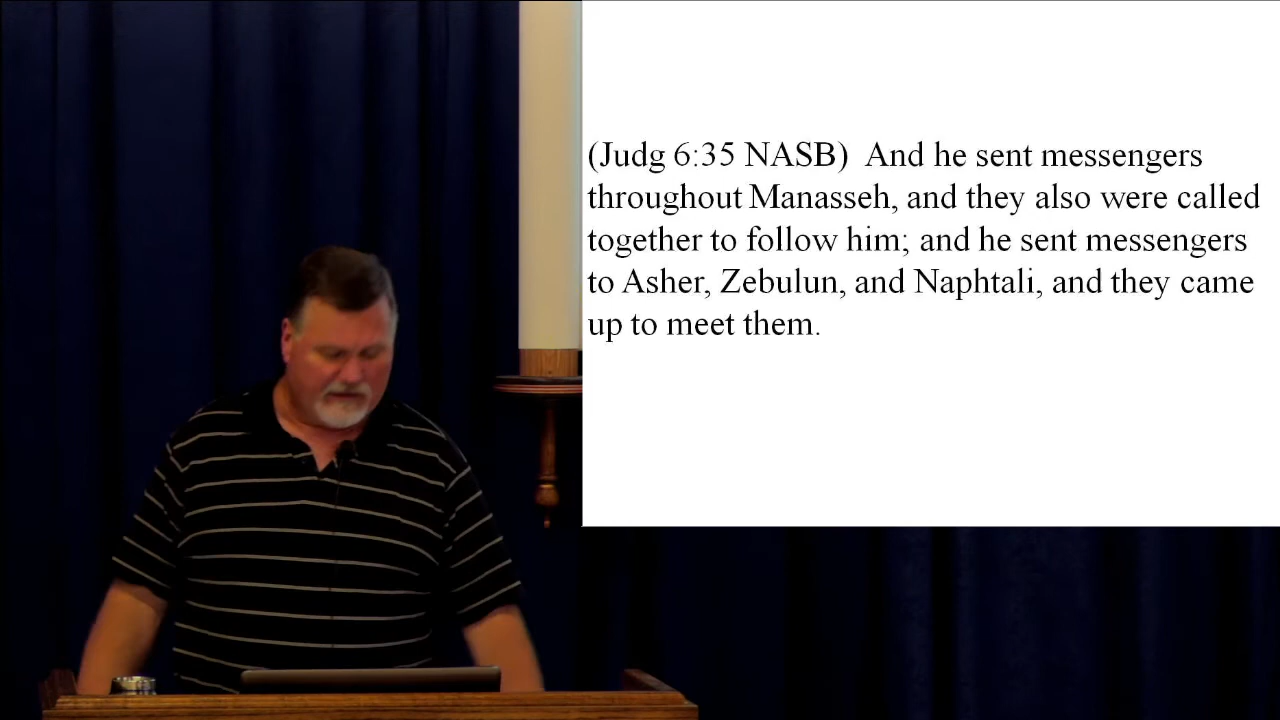 (Judg 6:35 NASB)  And he sent messengers
throughout Manasseh, and they also were called
together to follow him; and he sent messengers
to Asher, Zebulun, and Naphtali, and they came
up to meet them.